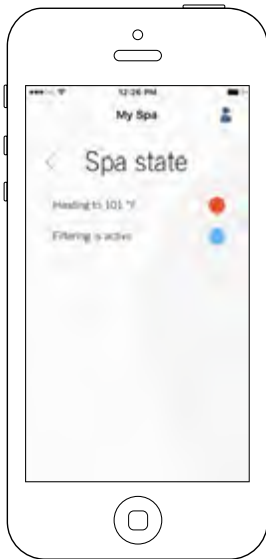 12:26 PM
My Spa
Spa state
Heating to 101 °F
Filtering is active